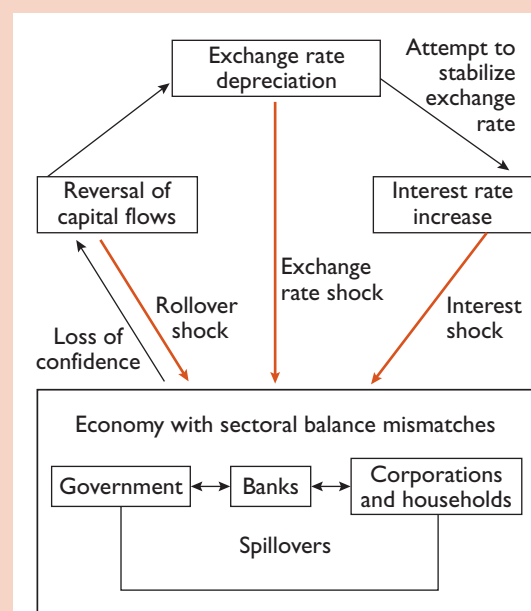 Exchange rate
depreciation
Attempt to
stabilize
exchange
rate
Reversal of
capital flows
Interest rate
increase
Exchange
rate shock
Rollover
shock
Interest
shock
Loss of
confidence
Economy with sectoral balance mismatches
Government
Banks
Corporations
and households
Spillovers